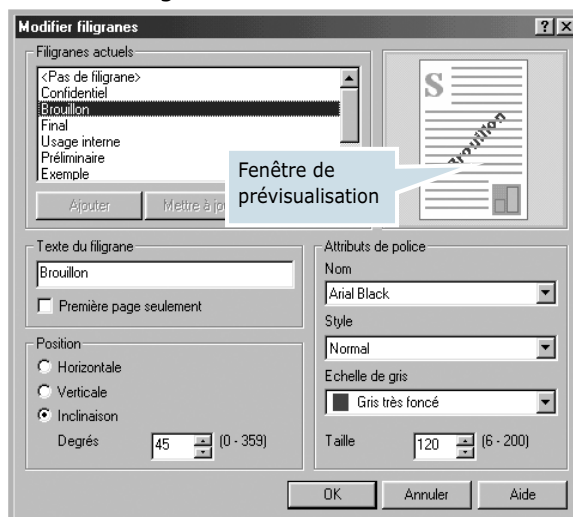 Modifier filigranes
Filigranes actuels
<Pas de filigrane>
Confidentiel
Brouillon
Final
Usage interne
Préliminaire
Exemple
Ajouter
Mettre à jo
Fenêtre de
prévisualisation
S
Brouillon
Texte du filigrane
Brouillon
Première page seulement
Position
Horizontale
Verticale
Inclinaison
Degrés 45 (0 - 359)
Attributs de police
Nom
Arial Black
Style
Normal
Echelle de gris
Gris très foncé
Taille 120 (6 - 200)
OK Annuler Aide